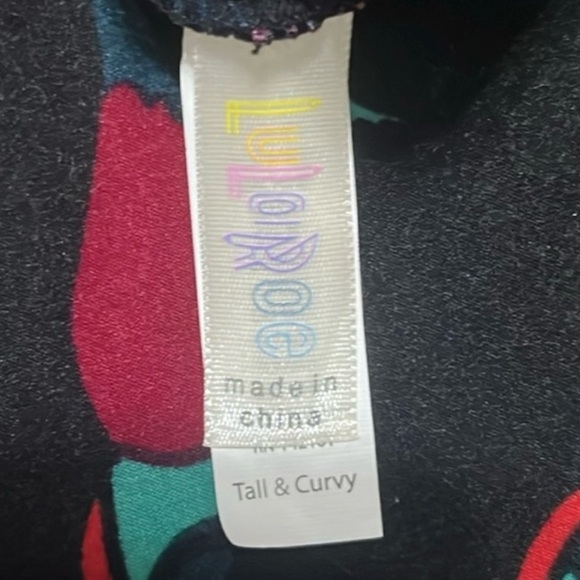 LuLaRoe
made in
china
Tall & Curvy